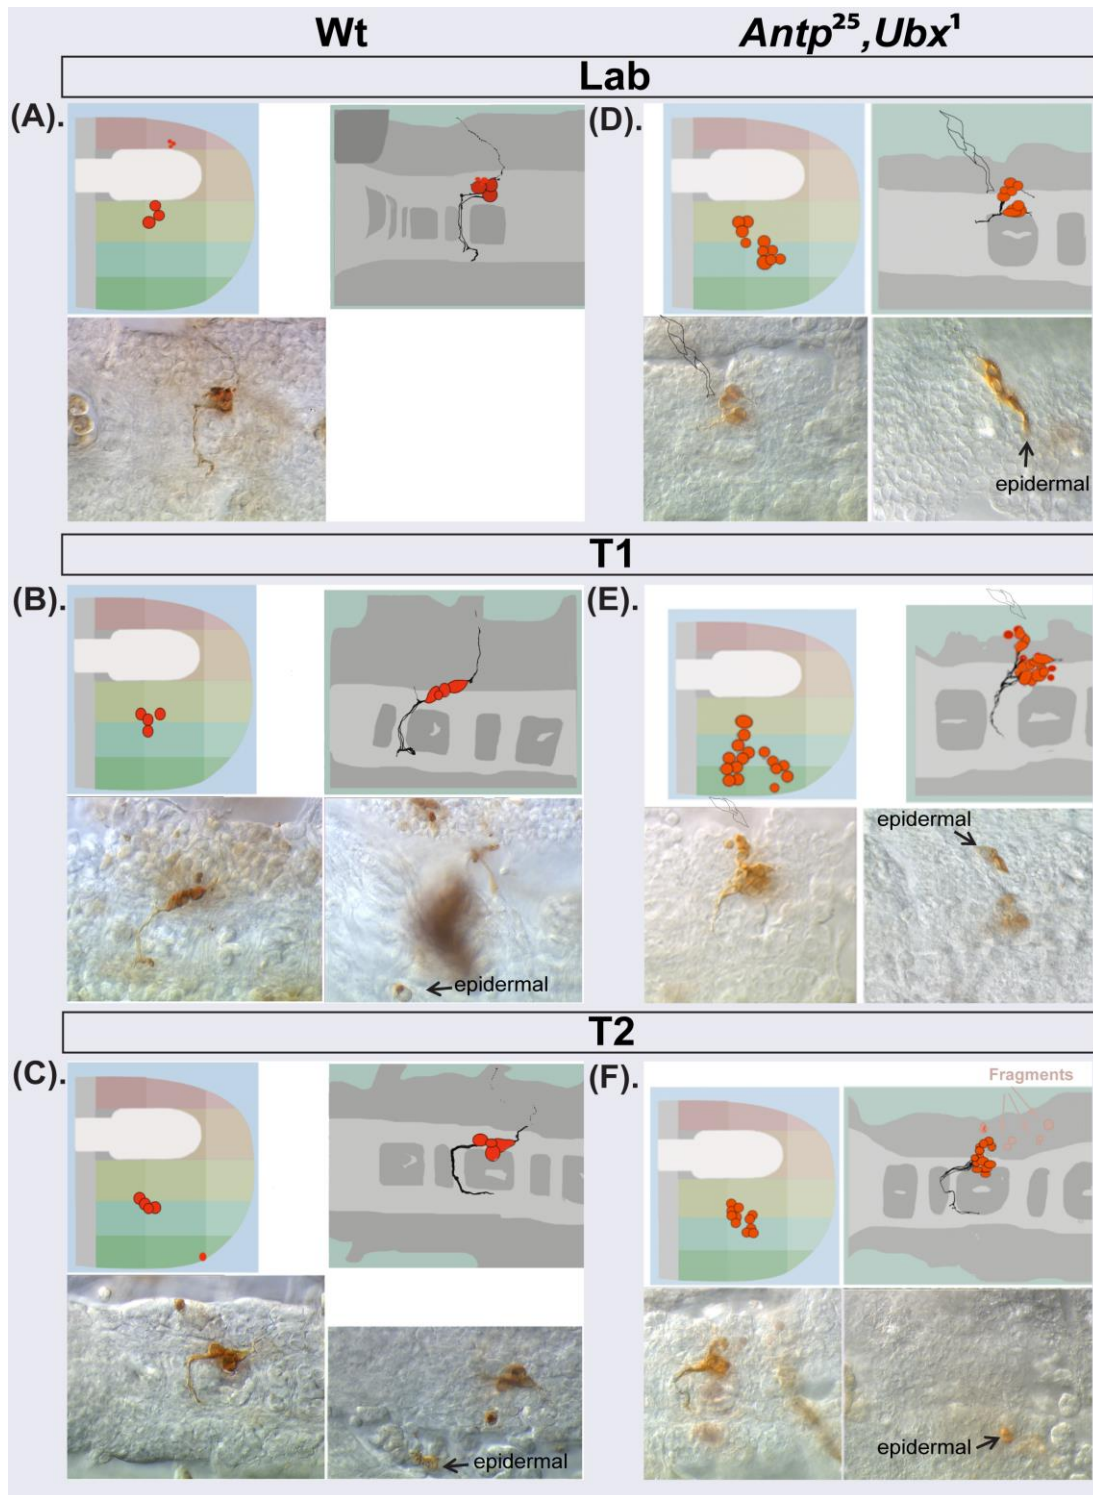 Wt
Antp²⁵,Ubx¹
Lab
(A).
(D).
epidermal
T1
(B).
(E).
epidermal
epidermal
T2
(C).
(F).
Fragments
epidermal
epidermal